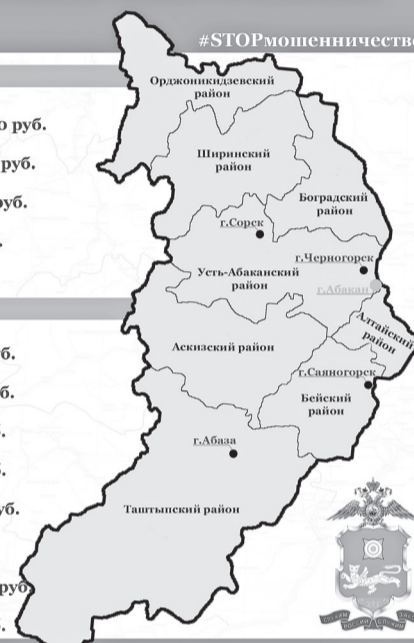 #STOPмошенничеств
Орджоникидзевский
район
руб.
Ширинский
район
руб.
руб.
Боградский
район
г.Сорск
г.Черногорск
Усть-Абаканский
район
г.Абакан
Алтайский
район
Аскизский район
г.Саяногорск
Бейский
район
г.Абаза
Таштыпский район
руб.